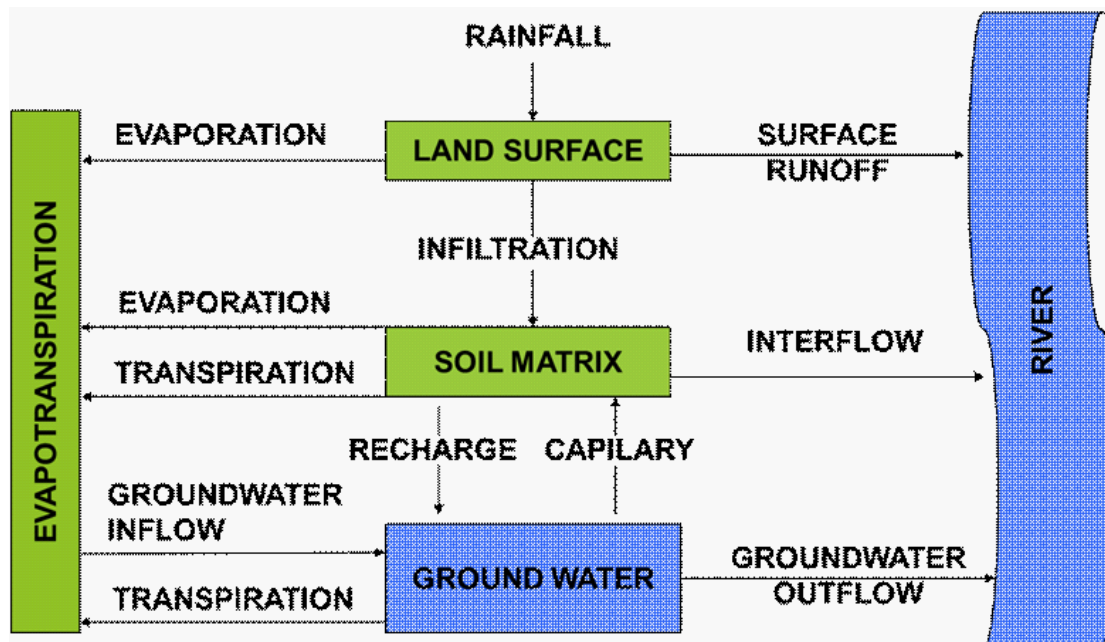 RAINFALL
EVAPORATION
LAND SURFACE
SURFACE
RUNOFF
INFILTRATION
EVAPORATION
SOIL MATRIX
INTERFLOW
TRANSPIRATION
RECHARGE
CAPILARY
GROUNDWATER
INFLOW
GROUND WATER
GROUNDWATER
OUTFLOW
TRANSPIRATION
EVAPOTRANSPIRATION
RIVER